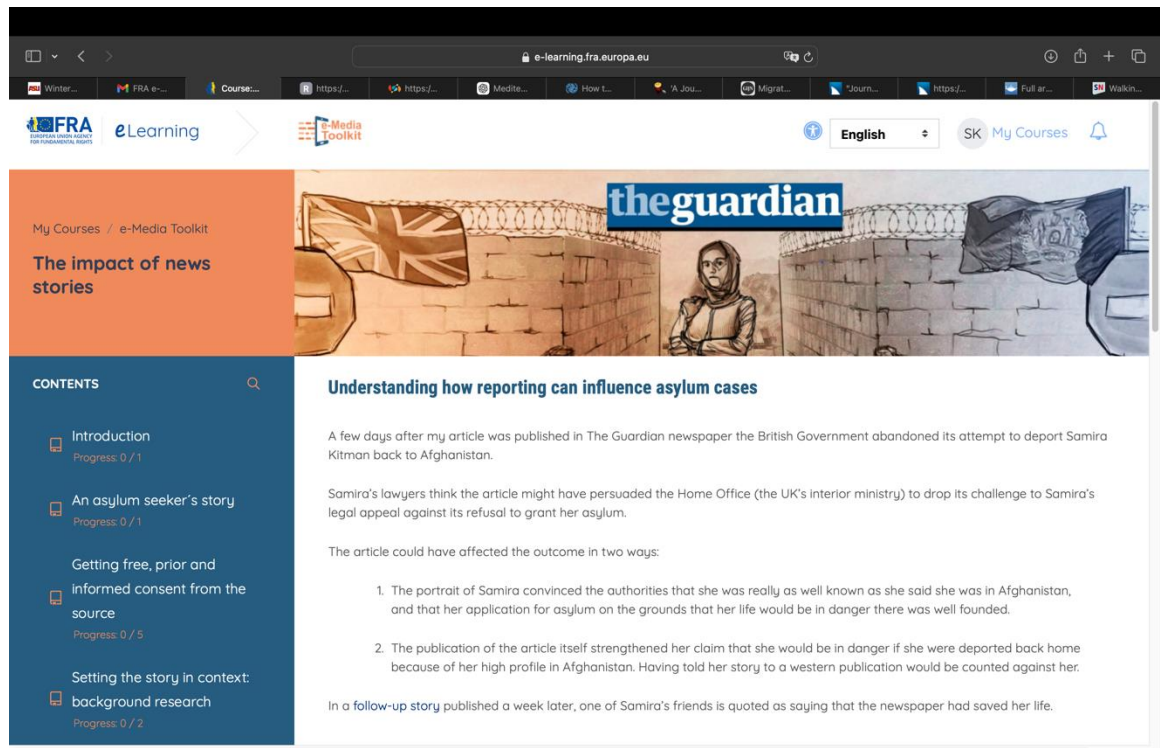 e-learning.fra.europa.eu
Winter...
FRA e-...
Course:...
https:/...
https:/...
Medite...
How t...
'A Jou...
Migrat...
"Journ...
https:/...
Full ar...
Walkin...
FRA
EUROPEAN UNION AGENCY
FOR FUNDAMENTAL RIGHTS
eLearning
e-Media
Toolkit
English
SK My Courses
My Courses / e-Media Toolkit
The impact of news
stories
theguardian
CONTENTS
Introduction
Progress: 0 / 1
An asylum seeker´s story
Progress: 0 / 1
Getting free, prior and
informed consent from the
source
Progress: 0 / 5
Setting the story in context:
background research
Progress: 0 / 2
Understanding how reporting can influence asylum cases
A few days after my article was published in The Guardian newspaper the British Government abandoned its attempt to deport Samira
Kitman back to Afghanistan.
Samira's lawyers think the article might have persuaded the Home Office (the UK's interior ministry) to drop its challenge to Samira's
legal appeal against its refusal to grant her asylum.
The article could have affected the outcome in two ways:
1. The portrait of Samira convinced the authorities that she was really as well known as she said she was in Afghanistan,
and that her application for asylum on the grounds that her life would be in danger there was well founded.
2. The publication of the article itself strengthened her claim that she would be in danger if she were deported back home
because of her high profile in Afghanistan. Having told her story to a western publication would be counted against her.
In a follow-up story published a week later, one of Samira's friends is quoted as saying that the newspaper had saved her life.